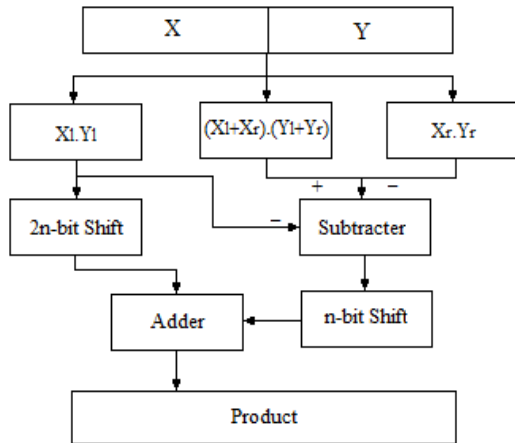 X Y
Xl.Yl
(Xl+Xr).(Yl+Yr)
Xr.Yr
+ −
2n-bit Shift
−
Subtracter
Adder
n-bit Shift
Product